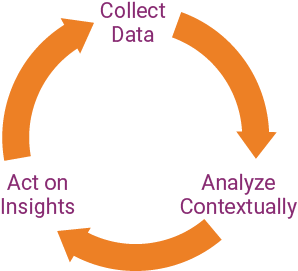 Collect
Data
Analyze
Contextually
Act on
Insights